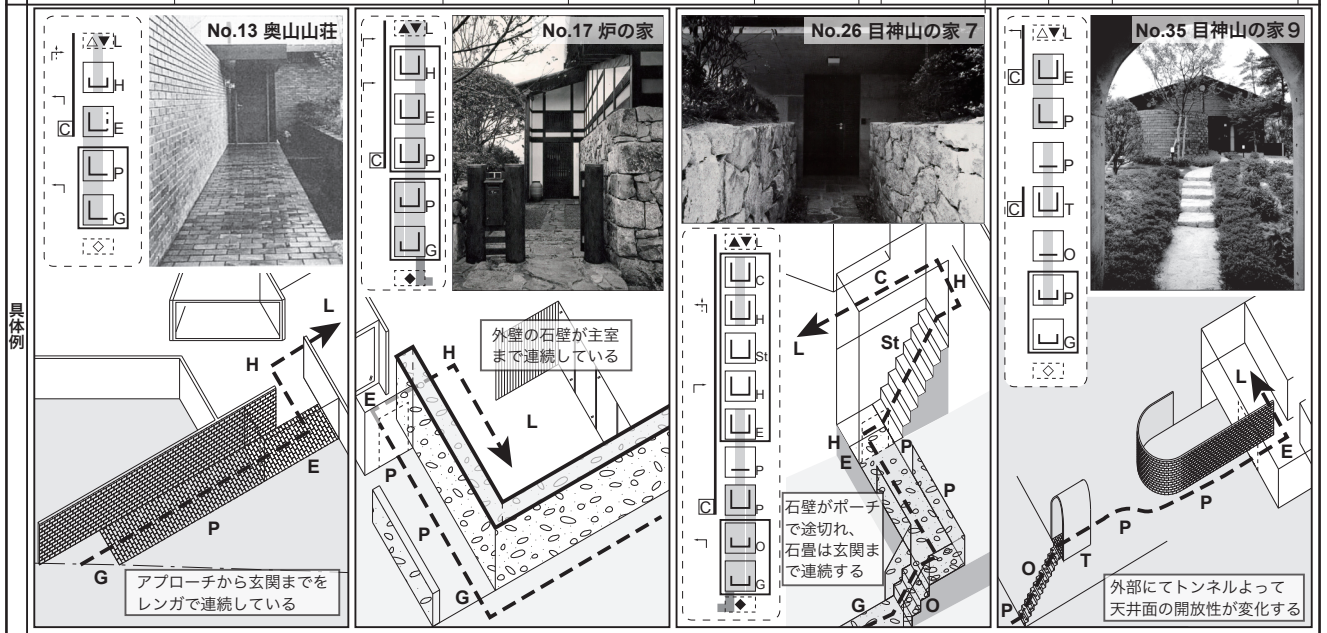 具体例
No.13 奥山山荘
△▼L
H
E
C
P
G
◇
L
H
E
P
G
アプローチから玄関までを
レンガで連続している
No.17 炉の家
▲▼L
H
E
P
C
P
G
◆
外壁の石壁が主室
まで連続している
H
E
L
P
P
G
No.26 目神山の家７
▲▼L
C
H
St
H
E
P
P
C
O
G
◆
C
H
L
St
H
P
E
P
石壁がポーチ
で途切れ、
石畳は玄関ま
で連続する
G
O
No.35 目神山の家９
△▼L
E
C
P
P
T
C
O
P
G
◇
L
E
P
P
O
T
P
外部にてトンネルよって
天井面の開放性が変化する